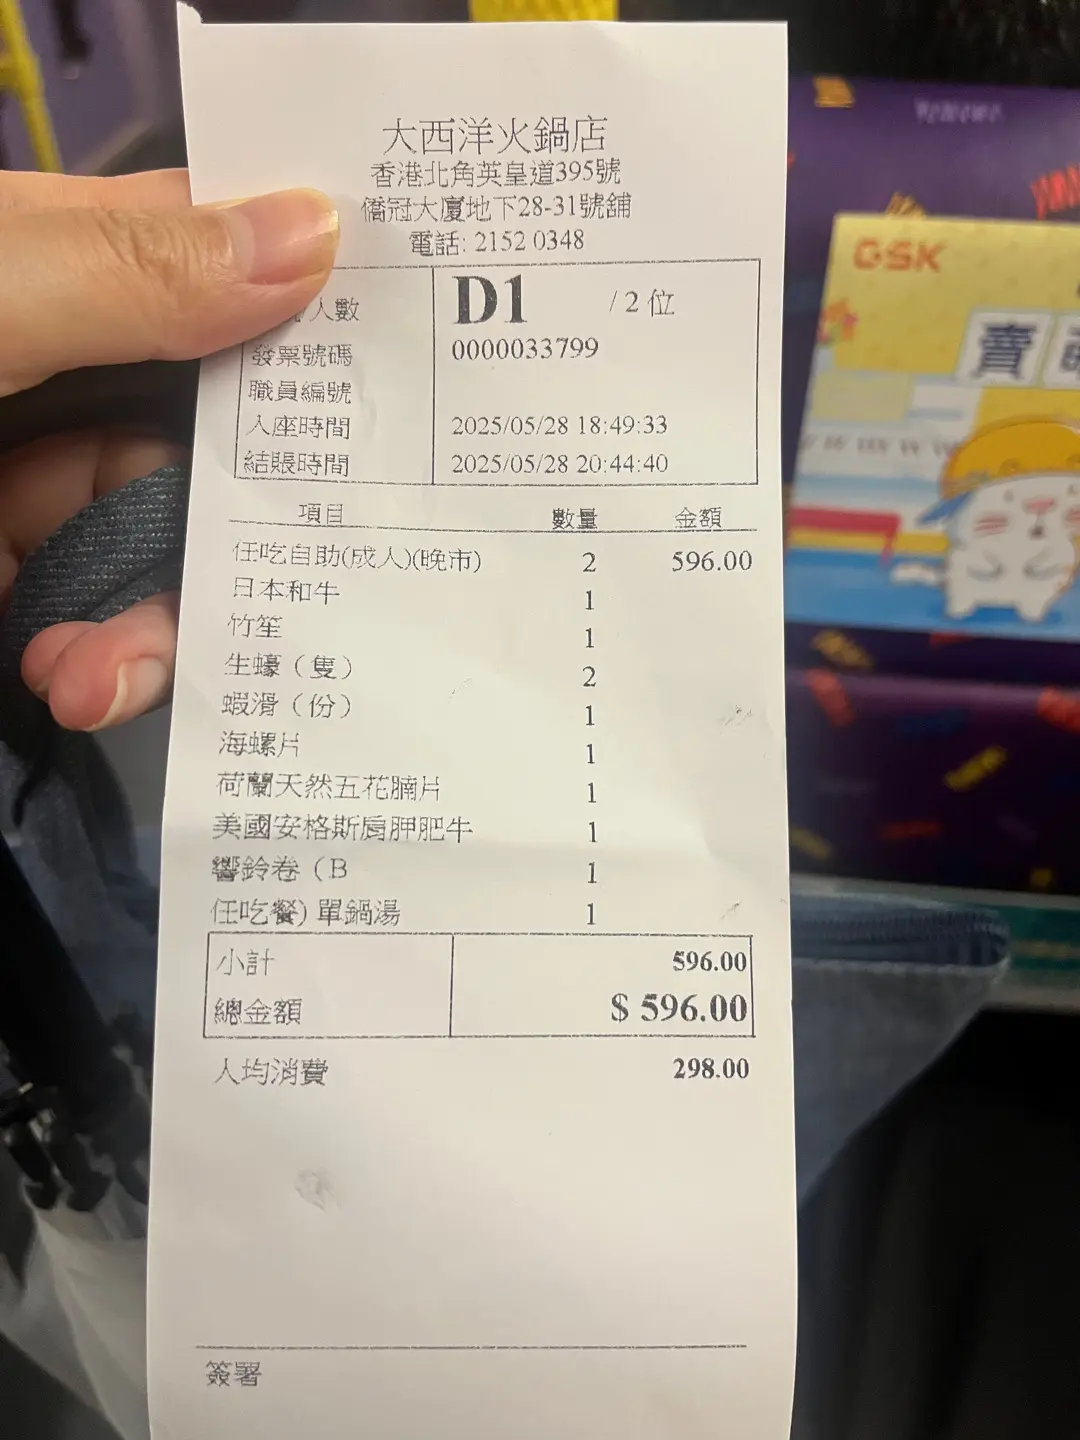 大西洋火鍋店
香港北角英皇道395號
僑冠大廈地下28-31號舖
電話: 2152 0348
/人數 D1 / 2 位
發票號碼 0000033799
職員編號
入座時間 2025/05/28 18:49:33
結賬時間 2025/05/28 20:44:40
項目 數量 金額
任吃自助(成人)(晚市) 2 596.00
日本和牛 1
竹笙 1
生蠔（隻） 2
蝦滑（份） 1
海螺片 1
荷蘭天然五花腩片 1
美國安格斯肩胛肥牛 1
響鈴卷（B 1
任吃餐) 單鍋湯 1
小計 596.00
總金額 $ 596.00
人均消費 298.00
簽署
GSK
賣